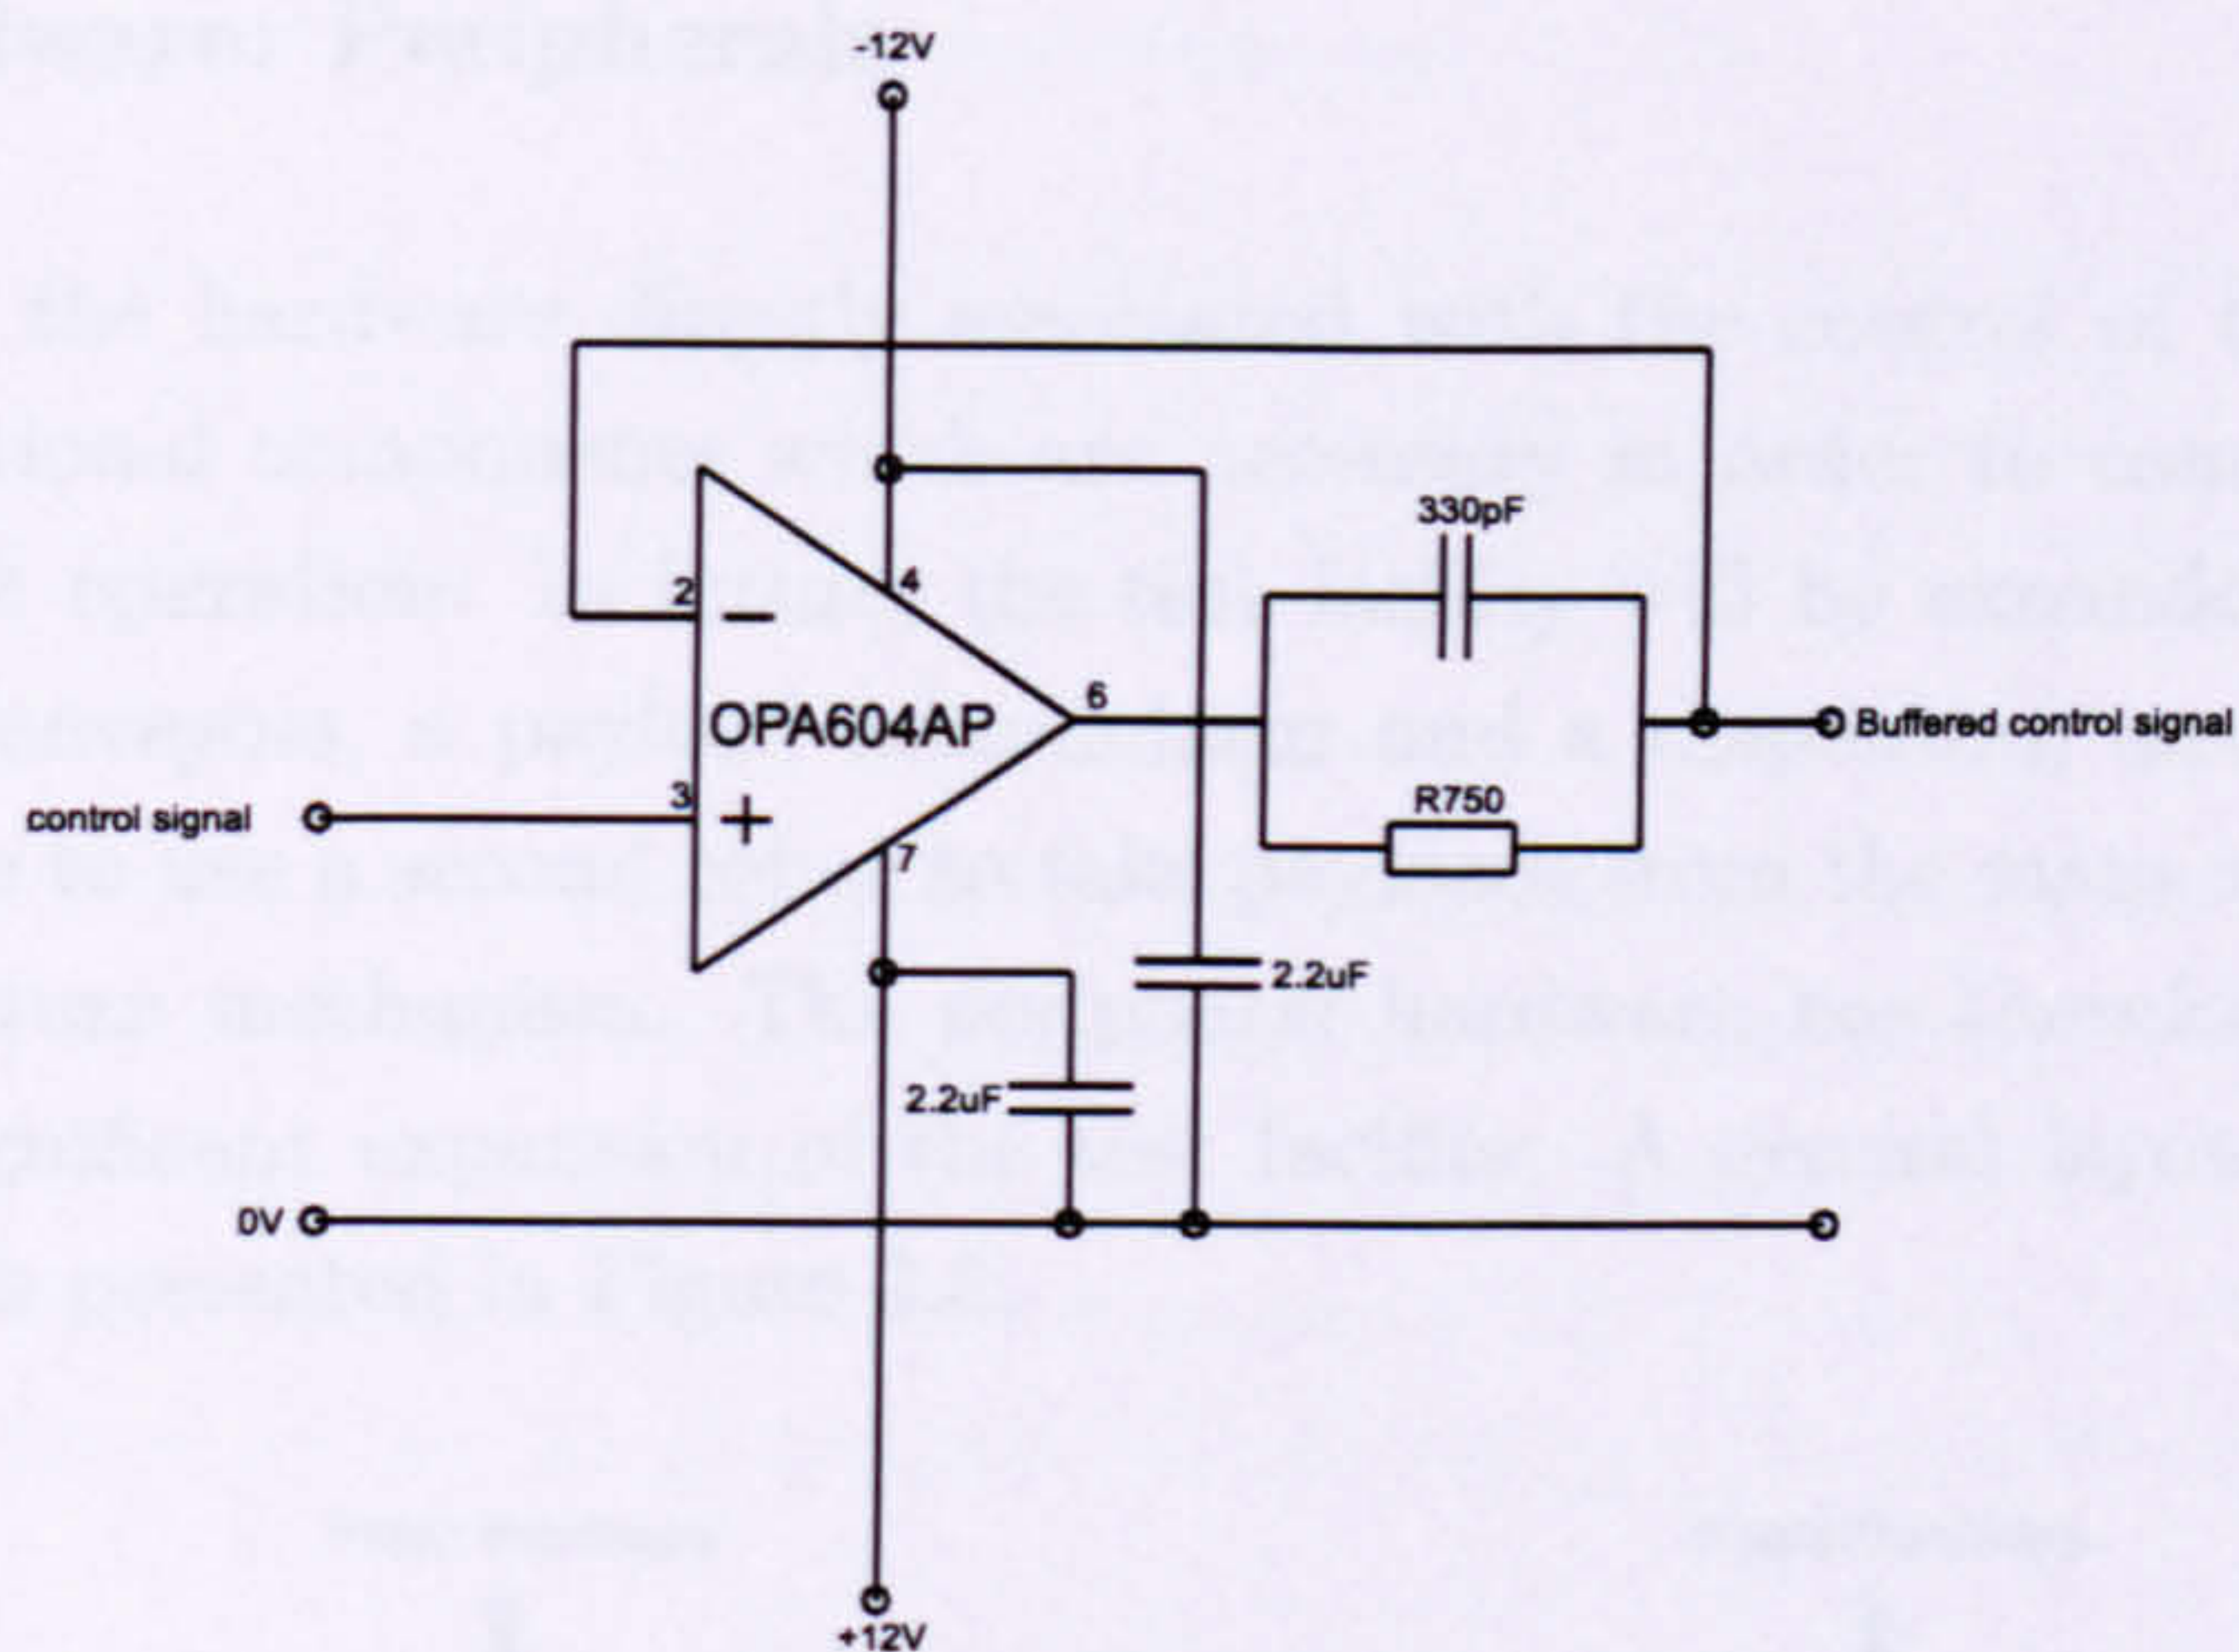 -12V
330pF
2
4
6
OPA604AP
Buffered control signal
R750
control signal
3
7
2.2uF
2.2uF
0V
+12V